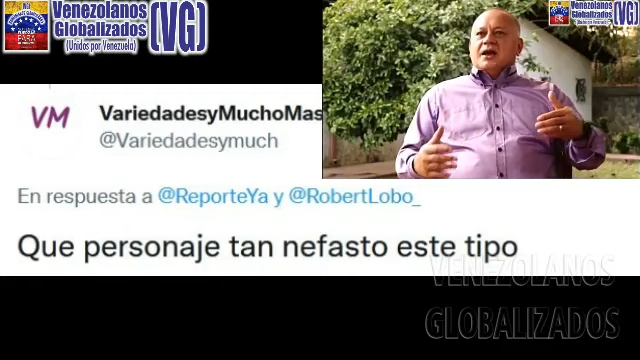 Venezolanos
Globalizados
(Unidos por Venezuela)
(VG)
Venezolanos
Globalizados
(VG)
VM
VariedadesyMuchoMas
@Variedadesymuch
En respuesta a @ReporteYa y @RobertLobo_
Que personaje tan nefasto este tipo
VENEZOLANOS
GLOBALIZADOS